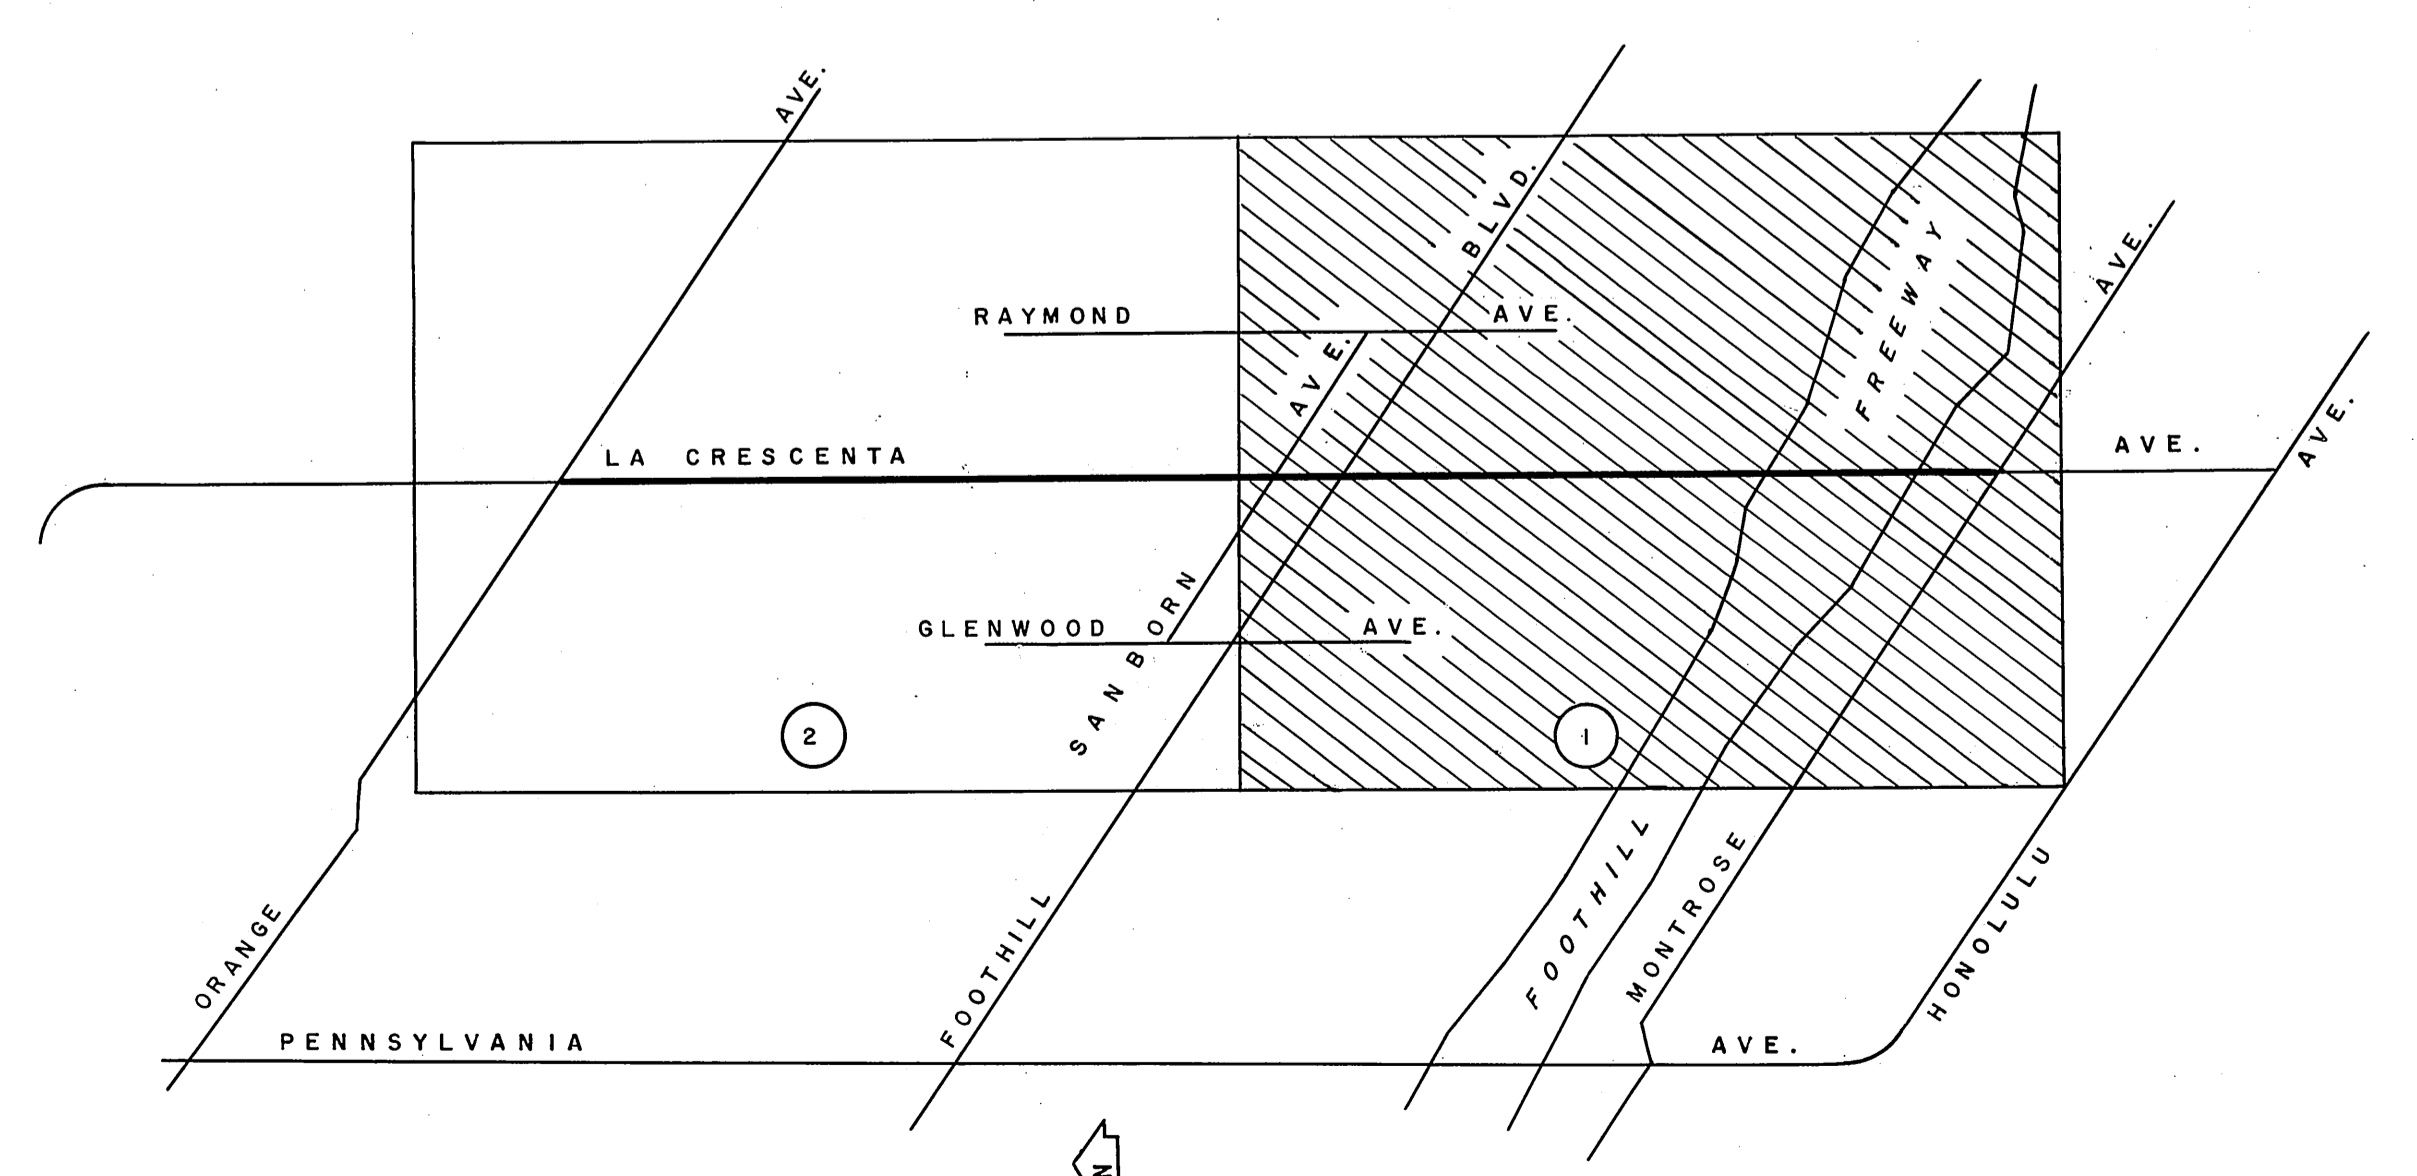 AVE.
BLVD.
FREEWAY
AVE.
RAYMOND AVE.
AVE.
LA CRESCENTA AVE.
AVE.
SANBORN
GLENWOOD AVE.
2
1
FOOTHILL
MONTROSE
HONOLULU
ORANGE
FOOTHILL
PENNSYLVANIA AVE.
N